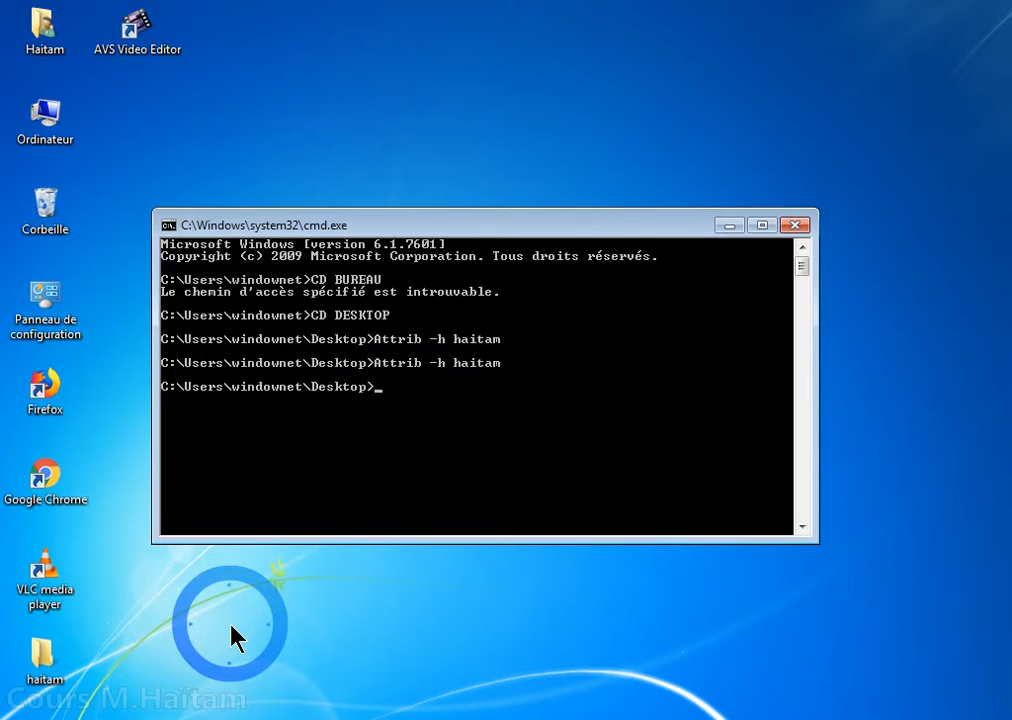 Haitam
AVS Video Editor
Ordinateur
Corbeille
Panneau de
configuration
Firefox
Google Chrome
VLC media
player
haitam
C:\Windows\system32\cmd.exe
Microsoft Windows [version 6.1.7601]
Copyright (c) 2009 Microsoft Corporation. Tous droits réservés.
C:\Users\windownet>CD BUREAU
Le chemin d'accès spécifié est introuvable.
C:\Users\windownet>CD DESKTOP
C:\Users\windownet\Desktop>Attrib -h haitam
C:\Users\windownet\Desktop>Attrib -h haitam
C:\Users\windownet\Desktop>_
Cours M.Haïtam